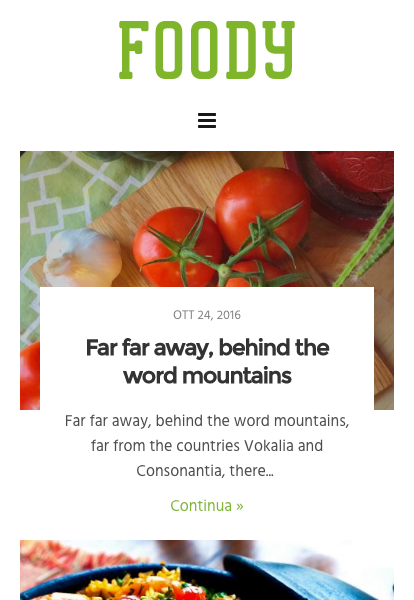 FOODY
OTT 24, 2016
Far far away, behind the
word mountains
Far far away, behind the word mountains,
far from the countries Vokalia and
Consonantia, there...
Continua »